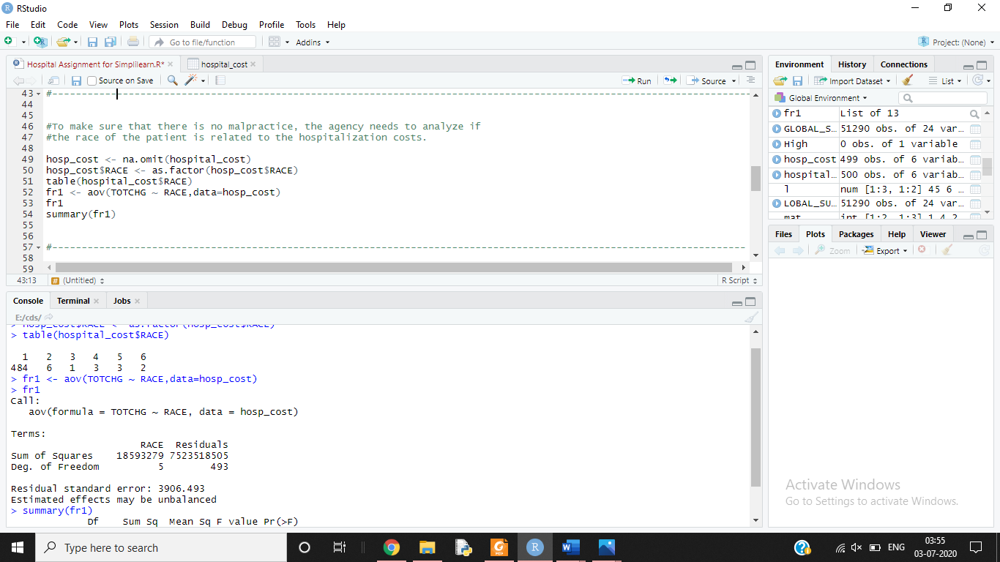 RStudio
File Edit Code View Plots Session Build Debug Profile Tools Help
Go to file/function Addins Project: (None)
Hospital Assignment for Simplilearn.R* hospital_cost
Source on Save Run Source
43 #--------------------------------------------------------------------------------------------------------------------------
44
45
46 #To make sure that there is no malpractice, the agency needs to analyze if
47 #the race of the patient is related to the hospitalization costs.
48
49 hosp_cost <- na.omit(hospital_cost)
50 hosp_cost$RACE <- as.factor(hosp_cost$RACE)
51 table(hospital_cost$RACE)
52 fr1 <- aov(TOTCHG ~ RACE,data=hosp_cost)
53 fr1
54 summary(fr1)
55
56
57 #-------------------------------------------------------------------------------------------------------------------------
58
59
43:13 # (Untitled) R Script
Console Terminal Jobs
E:/cds/
> hosp_cost$RACE <- as.factor(hosp_cost$RACE)
> table(hospital_cost$RACE)
1 2 3 4 5 6
484 6 1 3 3 2
> fr1 <- aov(TOTCHG ~ RACE,data=hosp_cost)
> fr1
Call:
aov(formula = TOTCHG ~ RACE, data = hosp_cost)
Terms:
RACE Residuals
Sum of Squares 18593279 7523518505
Deg. of Freedom 5 493
Residual standard error: 3906.493
Estimated effects may be unbalanced
> summary(fr1)
Df Sum Sq Mean Sq F value Pr(>F)
Environment History Connections
Import Dataset List
Global Environment
fr1 List of 13
GLOBAL_S... 51290 obs. of 24 var...
High 0 obs. of 1 variable
hosp_cost 499 obs. of 6 variab...
hospital... 500 obs. of 6 variab...
l num [1:3, 1:2] 45 6 ...
LOBAL_SU... 51290 obs. of 24 var...
mat int [1:2, 1:3] 1 4 2
Files Plots Packages Help Viewer
Zoom Export
Activate Windows
Go to Settings to activate Windows.
Type here to search
ENG
03:55
03-07-2020